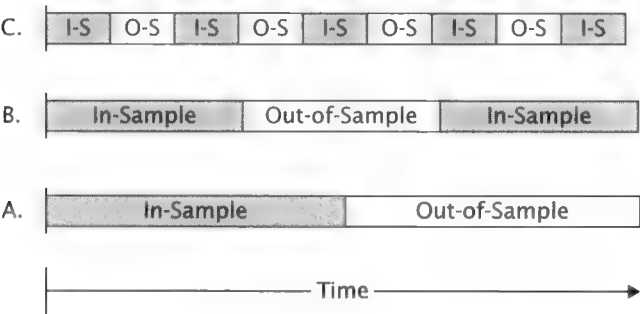 C. I-S O-S I-S O-S I-S O-S I-S O-S I-S
B. In-Sample Out-of-Sample In-Sample
A. In-Sample Out-of-Sample
Time